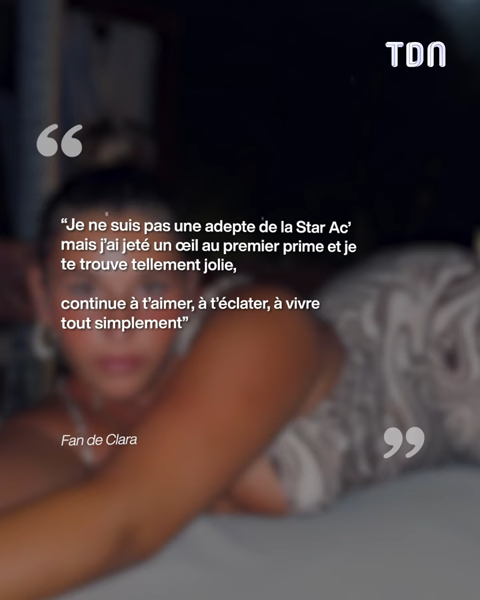 TDN
“
“Je ne suis pas une adepte de la Star Ac’
mais j’ai jeté un œil au premier prime et je
te trouve tellement jolie,
continue à t’aimer, à t’éclater, à vivre
tout simplement”
Fan de Clara
”